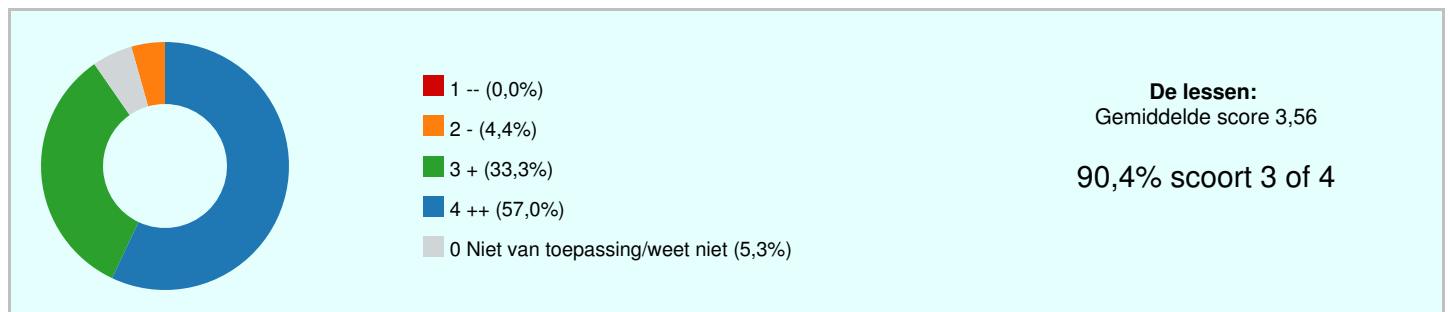 1 -- (0,0%)
2 - (4,4%)
3 + (33,3%)
4 ++ (57,0%)
0 Niet van toepassing/weet niet (5,3%)
De lessen:
Gemiddelde score 3,56
90,4% scoort 3 of 4